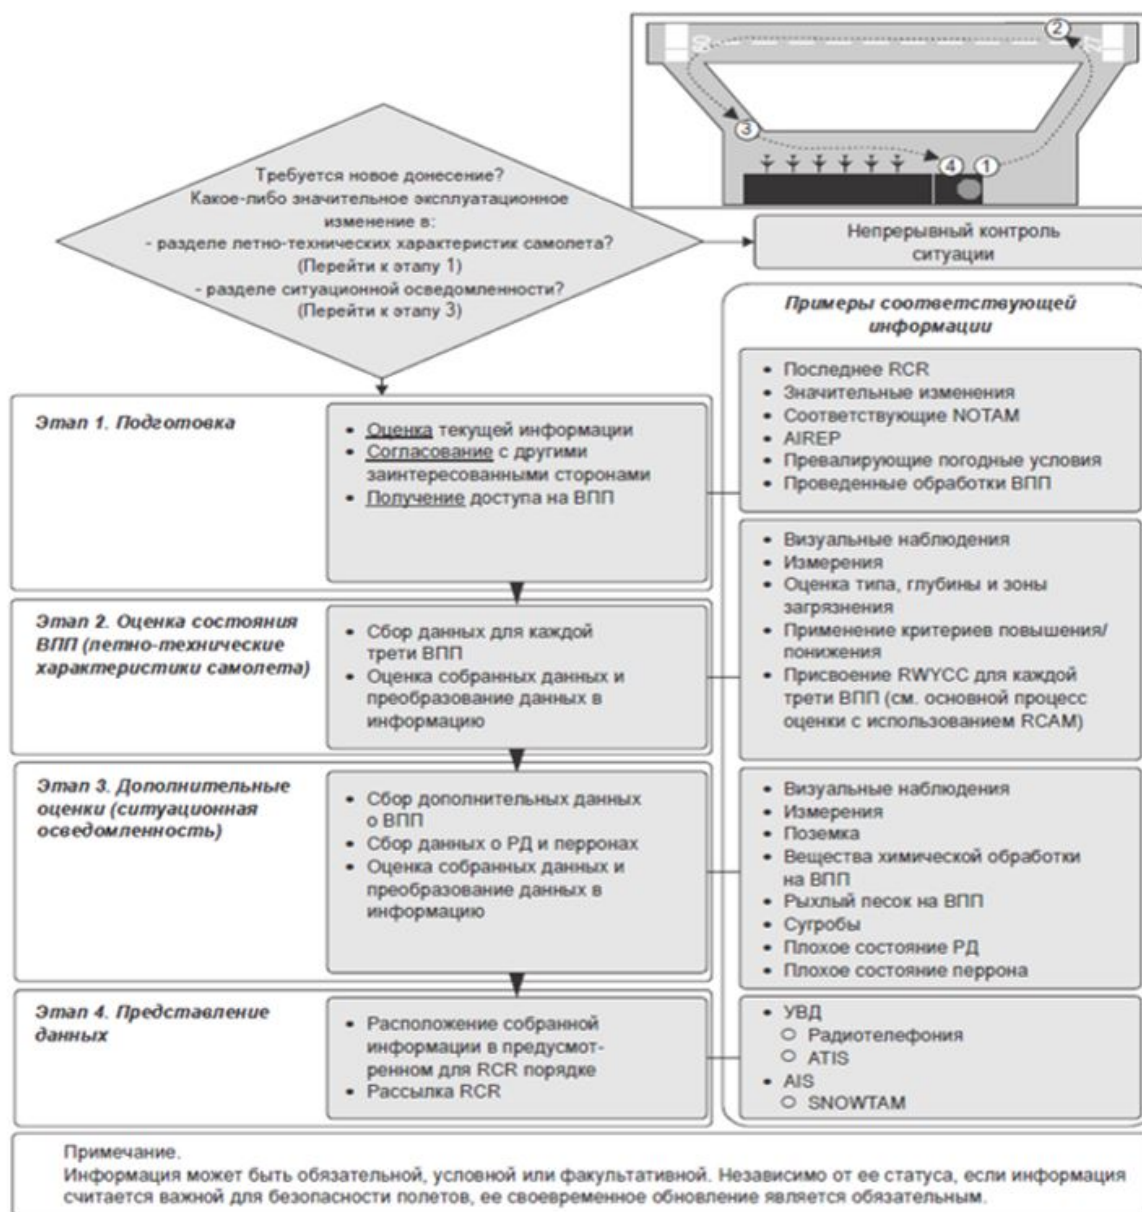 09
2
27
3
4
1
Требуется новое донесение?
Какое-либо значительное эксплуатационное
изменение в:
- разделе летно-технических характеристик самолета?
(Перейти к этапу 1)
- разделе ситуационной осведомленности?
(Перейти к этапу 3)
Непрерывный контроль
ситуации
Примеры соответствующей
информации
Этап 1. Подготовка
• Оценка текущей информации
• Согласование с другими
заинтересованными сторонами
• Получение доступа на ВПП
• Последнее RCR
• Значительные изменения
• Соответствующие NOTAM
• AIREP
• Превалирующие погодные условия
• Проведенные обработки ВПП
Этап 2. Оценка состояния
ВПП (летно-технические
характеристики самолета)
• Сбор данных для каждой
трети ВПП
• Оценка собранных данных и
преобразование данных в
информацию
• Визуальные наблюдения
• Измерения
• Оценка типа, глубины и зоны
загрязнения
• Применение критериев повышения/
понижения
• Присвоение RWYCC для каждой
трети ВПП (см. основной процесс
оценки с использованием RCAM)
Этап 3. Дополнительные
оценки (ситуационная
осведомленность)
• Сбор дополнительных данных
о ВПП
• Сбор данных о РД и перронах
• Оценка собранных данных и
преобразование данных в
информацию
• Визуальные наблюдения
• Измерения
• Поземка
• Вещества химической обработки
на ВПП
• Рыхлый песок на ВПП
• Сугробы
• Плохое состояние РД
• Плохое состояние перрона
Этап 4. Представление
данных
• Расположение собранной
информации в предусмот-
ренном для RCR порядке
• Рассылка RCR
• УВД
○ Радиотелефония
○ ATIS
• AIS
○ SNOWTAM
Примечание.
Информация может быть обязательной, условной или факультативной. Независимо от ее статуса, если информация
считается важной для безопасности полетов, ее своевременное обновление является обязательным.